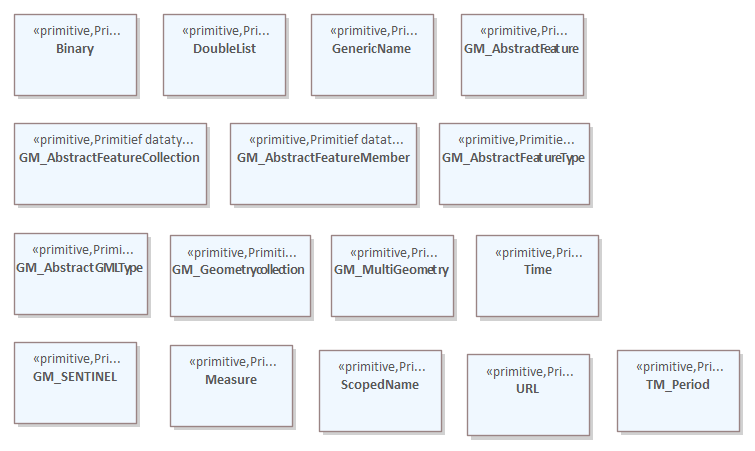 «primitive,Pri...
Binary
«primitive,Pri...
DoubleList
«primitive,Pri...
GenericName
«primitive,Pri...
GM_AbstractFeature
«primitive,Primitief dataty...
GM_AbstractFeatureCollection
«primitive,Primitief datat...
GM_AbstractFeatureMember
«primitive,Primitie...
GM_AbstractFeatureType
«primitive,Primi...
GM_AbstractGMLType
«primitive,Primiti...
GM_Geometrycollection
«primitive,Pri...
GM_MultiGeometry
«primitive,Pri...
Time
«primitive,Pri...
GM_SENTINEL
«primitive,Pri...
Measure
«primitive,Pri...
ScopedName
«primitive,Pri...
URL
«primitive,Pri...
TM_Period